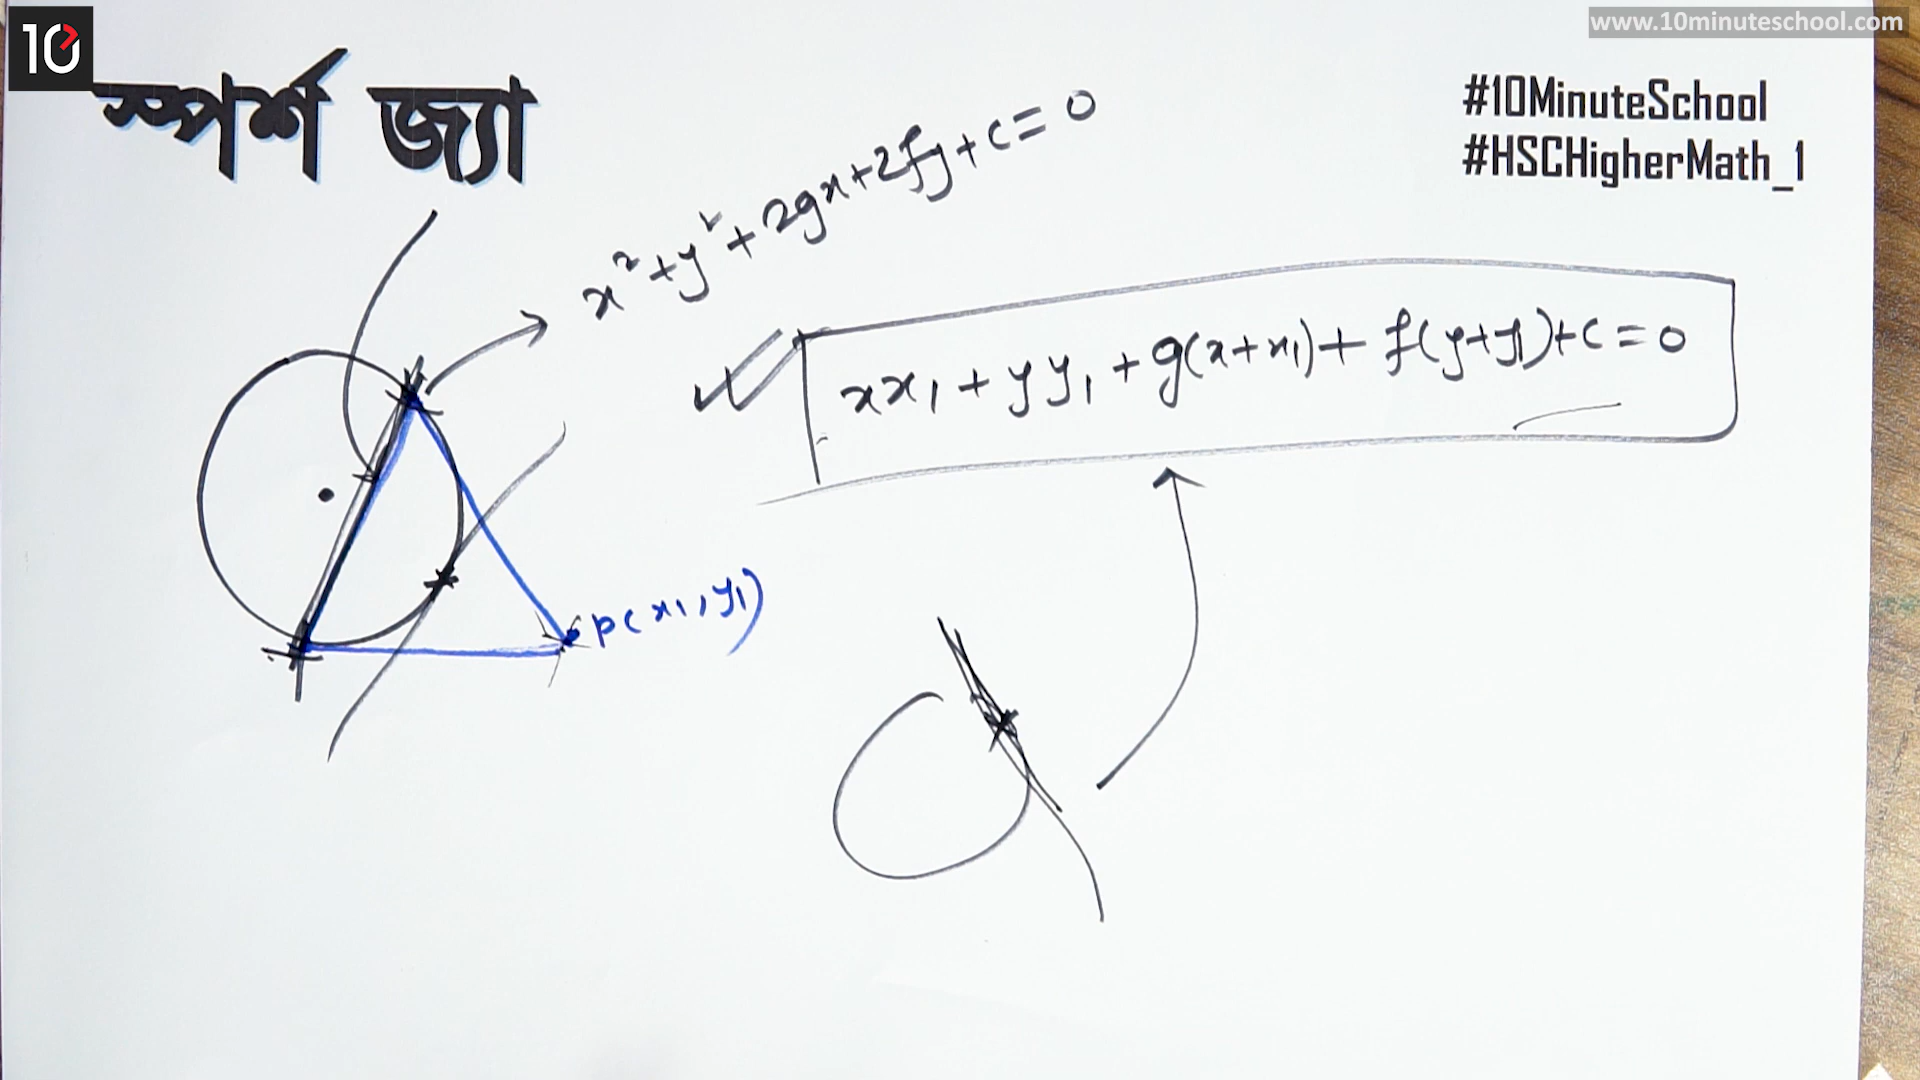 10
www.10minuteschool.com
স্পর্শ জ্যা
#10MinuteSchool
#HSCHigherMath_1
x²+y²+2gx+2fy+c=0
xx₁+yy₁+g(x+x₁)+f(y+y₁)+c=0
P(x₁,y₁)